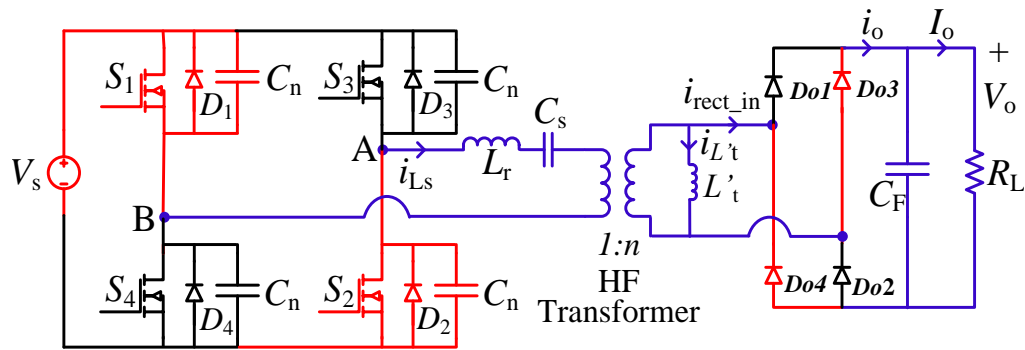 S1
D1
Cn
S3
D3
Cn
Vs
A
iLs
Lr
Cs
B
S4
D4
Cn
S2
D2
Cn
1:n
HF
Transformer
irect_in
iL't
L't
Do1
Do3
Do4
Do2
io
Io
CF
RL
+
Vo